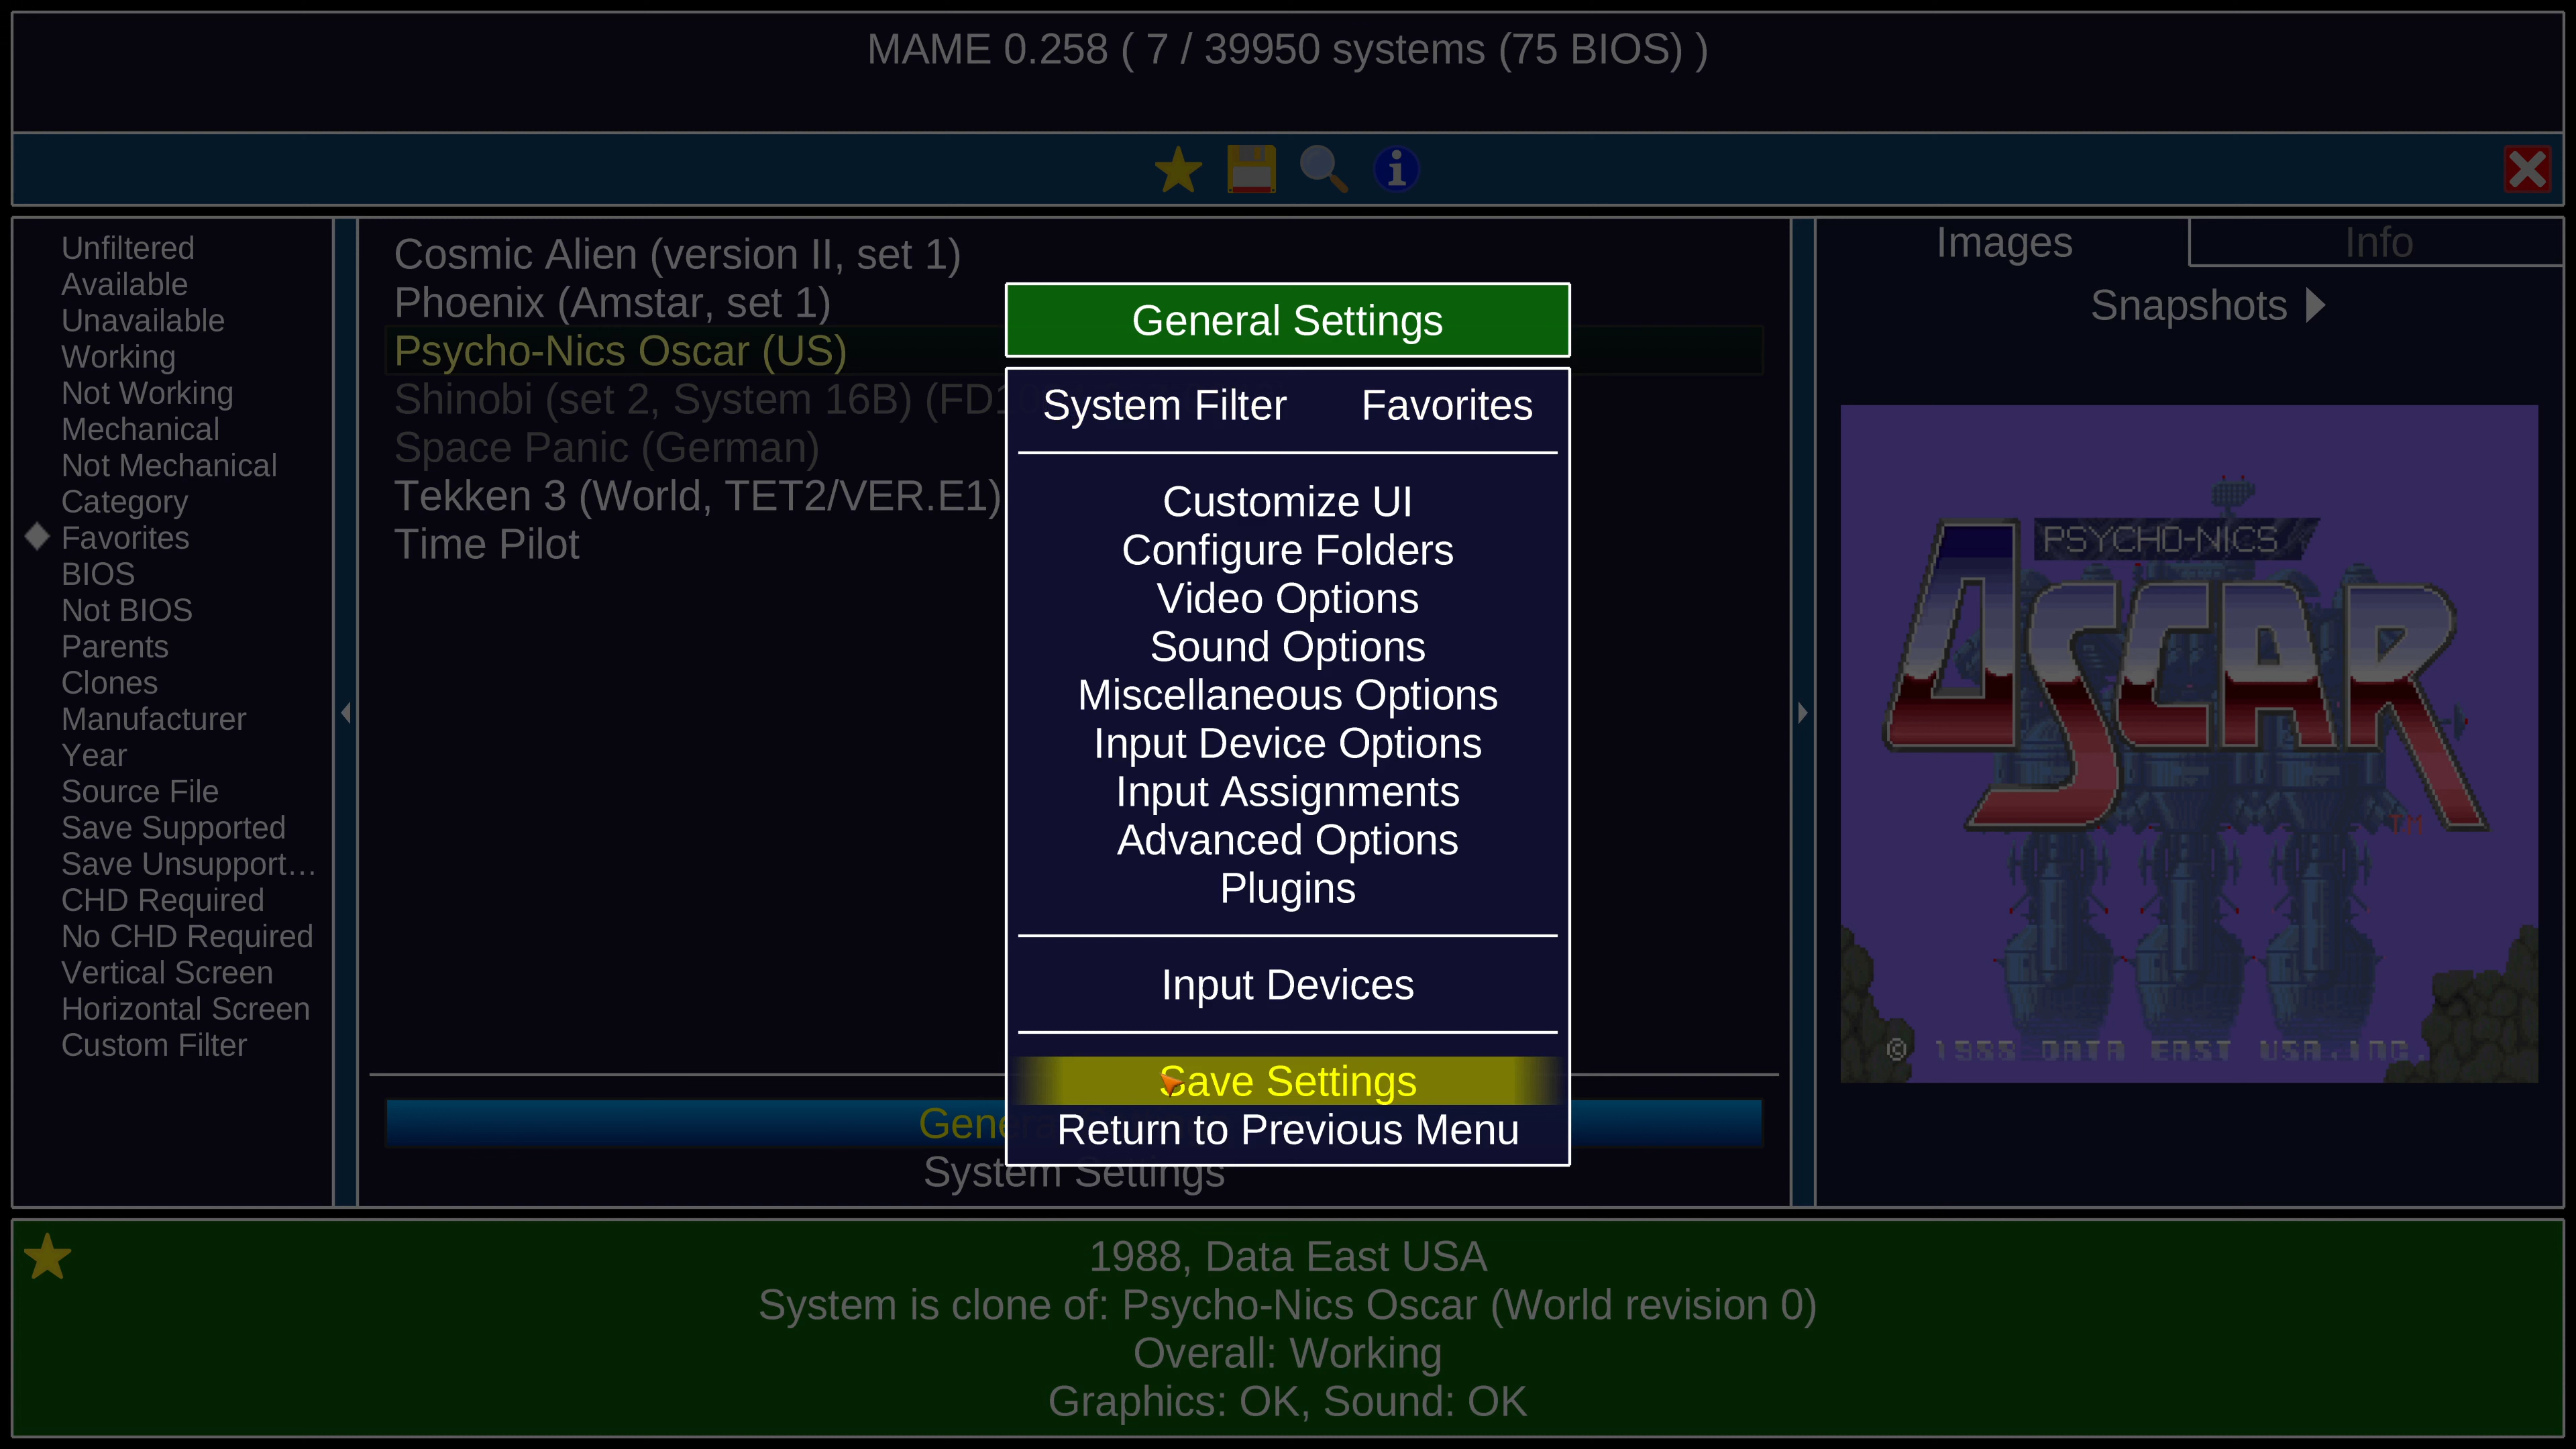 MAME 0.258 ( 7 / 39950 systems (75 BIOS) )
Unfiltered
Available
Unavailable
Working
Not Working
Mechanical
Not Mechanical
Category
Favorites
BIOS
Not BIOS
Parents
Clones
Manufacturer
Year
Source File
Save Supported
Save Unsupport...
CHD Required
No CHD Required
Vertical Screen
Horizontal Screen
Custom Filter
Cosmic Alien (version II, set 1)
Phoenix (Amstar, set 1)
Psycho-Nics Oscar (US)
Shinobi (set 2, System 16B) (FD1
Space Panic (German)
Tekken 3 (World, TET2/VER.E1)
Time Pilot
System Settings
General Settings
System Filter Favorites
Customize UI
Configure Folders
Video Options
Sound Options
Miscellaneous Options
Input Device Options
Input Assignments
Advanced Options
Plugins
Input Devices
Save Settings
Return to Previous Menu
Images Info
Snapshots
PSYCHO-NICS
OSCAR
TM
© 1988 DATA EAST USA,INC.
1988, Data East USA
System is clone of: Psycho-Nics Oscar (World revision 0)
Overall: Working
Graphics: OK, Sound: OK